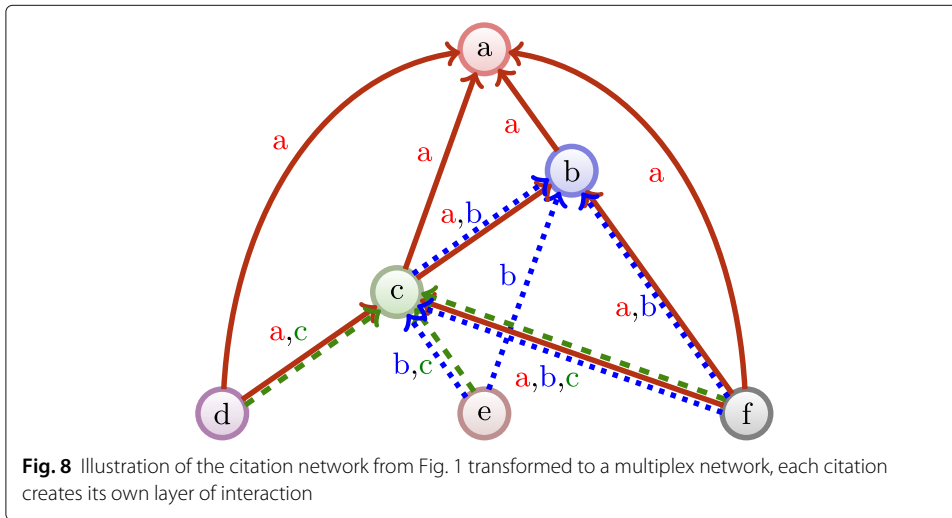 a
a
a
a
a
b
a,b
b
c
a,b
a,c
b,c
a,b,c
d
e
f
Fig. 8 Illustration of the citation network from Fig. 1 transformed to a multiplex network, each citation
creates its own layer of interaction